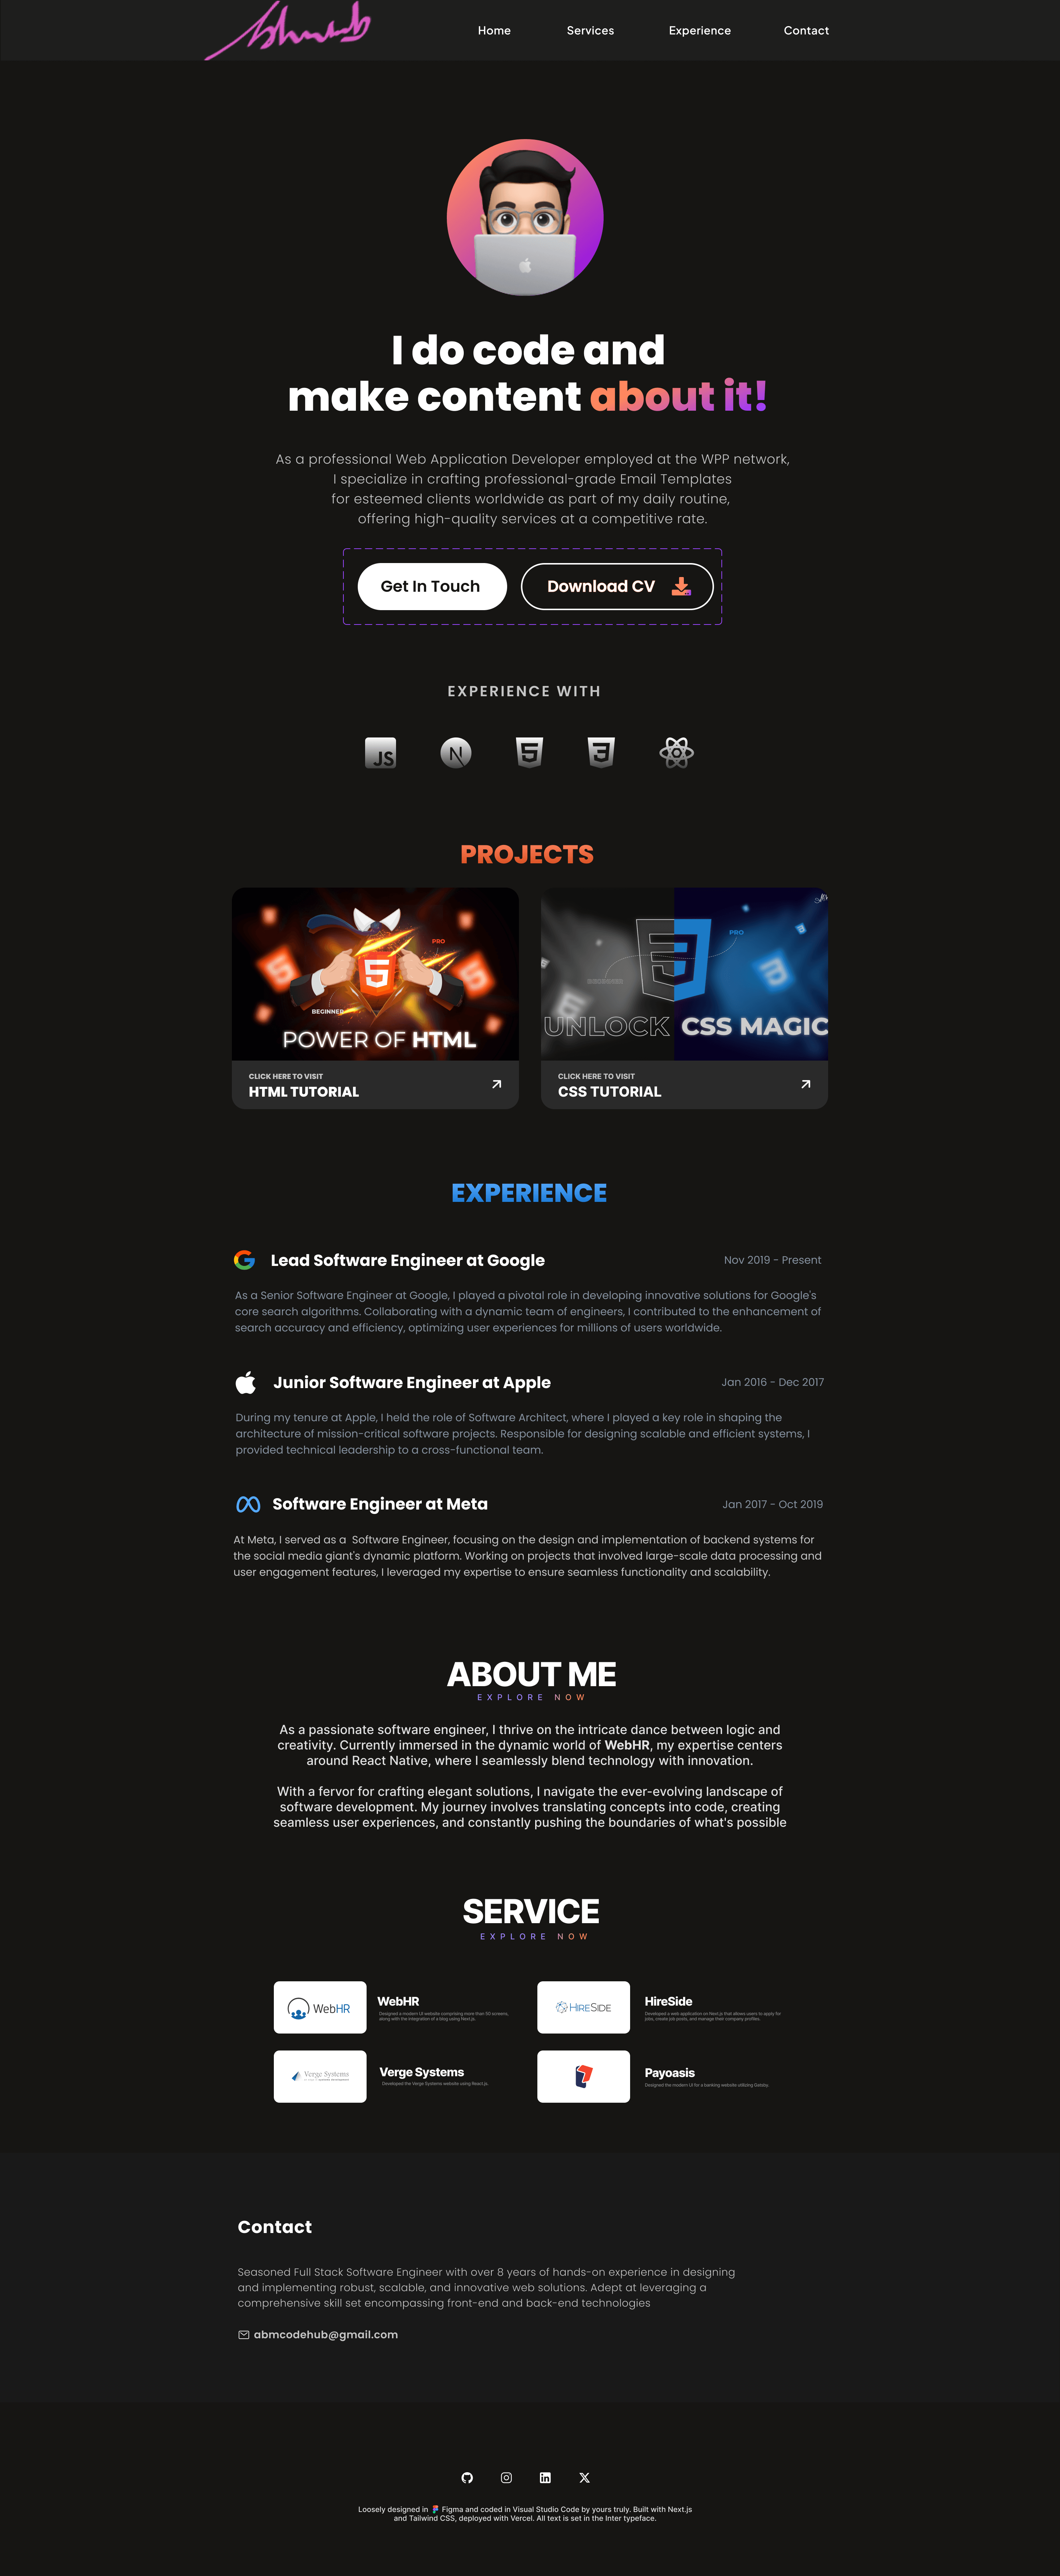 Home Services Experience Contact
I do code and
make content about it!
As a professional Web Application Developer employed at the WPP network,
I specialize in crafting professional-grade Email Templates
for esteemed clients worldwide as part of my daily routine,
offering high-quality services at a competitive rate.
Get In Touch
Download CV
EXPERIENCE WITH
JS
N
5
3
PROJECTS
PRO
5
BEGINNER
POWER OF HTML
CLICK HERE TO VISIT
HTML TUTORIAL
PRO
BEGINNER
UNLOCK CSS MAGIC
CLICK HERE TO VISIT
CSS TUTORIAL
EXPERIENCE
Lead Software Engineer at Google
Nov 2019 - Present
As a Senior Software Engineer at Google, I played a pivotal role in developing innovative solutions for Google's
core search algorithms. Collaborating with a dynamic team of engineers, I contributed to the enhancement of
search accuracy and efficiency, optimizing user experiences for millions of users worldwide.
Junior Software Engineer at Apple
Jan 2016 - Dec 2017
During my tenure at Apple, I held the role of Software Architect, where I played a key role in shaping the
architecture of mission-critical software projects. Responsible for designing scalable and efficient systems, I
provided technical leadership to a cross-functional team.
Software Engineer at Meta
Jan 2017 - Oct 2019
At Meta, I served as a Software Engineer, focusing on the design and implementation of backend systems for
the social media giant's dynamic platform. Working on projects that involved large-scale data processing and
user engagement features, I leveraged my expertise to ensure seamless functionality and scalability.
ABOUT ME
EXPLORE NOW
As a passionate software engineer, I thrive on the intricate dance between logic and
creativity. Currently immersed in the dynamic world of WebHR, my expertise centers
around React Native, where I seamlessly blend technology with innovation.
With a fervor for crafting elegant solutions, I navigate the ever-evolving landscape of
software development. My journey involves translating concepts into code, creating
seamless user experiences, and constantly pushing the boundaries of what's possible
SERVICE
EXPLORE NOW
WebHR
WebHR
Designed a modern UI website comprising more than 50 screens,
along with the integration of a blog using Next.js
HIRESIDE
HireSide
Developed a web application on Next.js that allows users to apply for
jobs, create job posts, and manage their company profiles.
Verge Systems
Verge Systems
Developed the Verge Systems website using React.js.
Payoasis
Designed the modern UI for a banking website utilizing Gatsby.
Contact
Seasoned Full Stack Software Engineer with over 8 years of hands-on experience in designing
and implementing robust, scalable, and innovative web solutions. Adept at leveraging a
comprehensive skill set encompassing front-end and back-end technologies
abmcodehub@gmail.com
Loosely designed in Figma and coded in Visual Studio Code by yours truly. Built with Next.js
and Tailwind CSS, deployed with Vercel. All text is set in the Inter typeface.